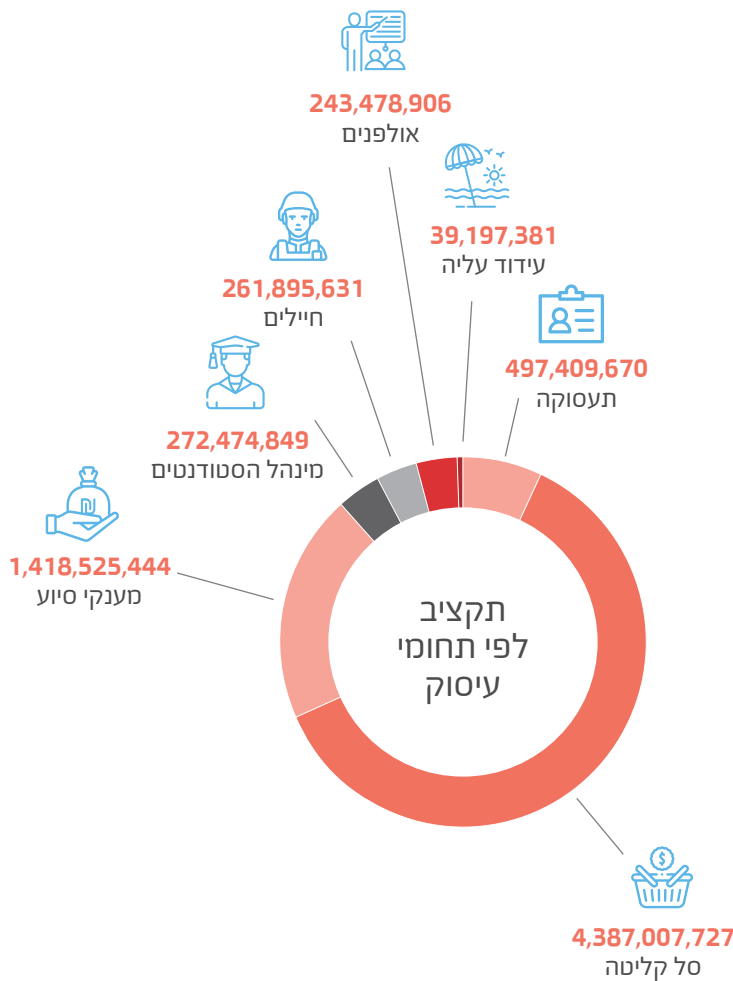 243,478,906
אולפנים
39,197,381
עידוד עליה
261,895,631
חיילים
497,409,670
תעסוקה
272,474,849
מינהל הסטודנטים
₪
1,418,525,444
מענקי סיוע
תקציב
לפי תחומי
עיסוק
$
4,387,007,727
סל קליטה